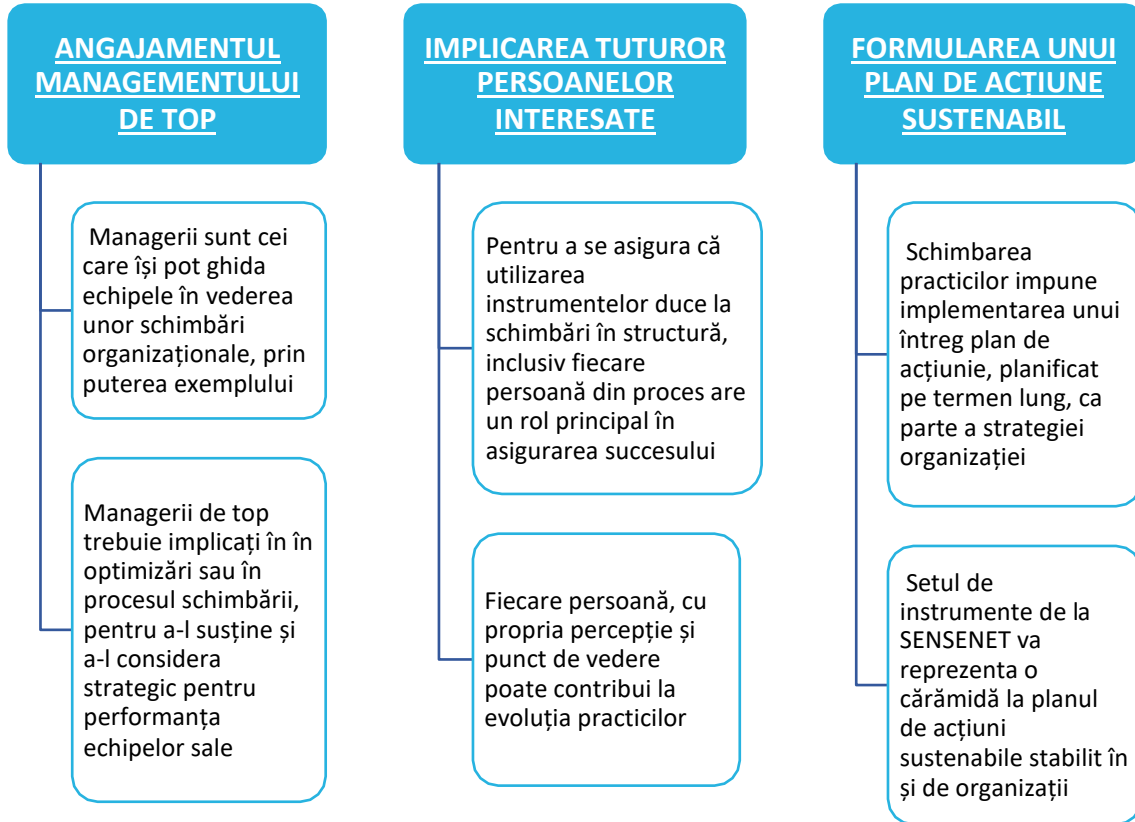 ANGAJAMENTUL
MANAGEMENTULUI
DE TOP
Managerii sunt cei
care își pot ghida
echipele în vederea
unor schimbări
organizaționale, prin
puterea exemplului
Managerii de top
trebuie implicați în în
optimizări sau în
procesul schimbării,
pentru a-l susține și
a-l considera
strategic pentru
performanța
echipelor sale
IMPLICAREA TUTUROR
PERSOANELOR
INTERESATE
Pentru a se asigura că
utilizarea
instrumentelor duce la
schimbări în structură,
inclusiv fiecare
persoană din proces are
un rol principal în
asigurarea succesului
Fiecare persoană, cu
propria percepție și
punct de vedere
poate contribui la
evoluția practicilor
FORMULAREA UNUI
PLAN DE ACȚIUNE
SUSTENABIL
Schimbarea
practicilor impune
implementarea unui
întreg plan de
acțiunie, planificat
pe termen lung, ca
parte a strategiei
organizației
Setul de
instrumente de la
SENSENET va
reprezenta o
cărămidă la planul
de acțiuni
sustenabile stabilit în
și de organizații